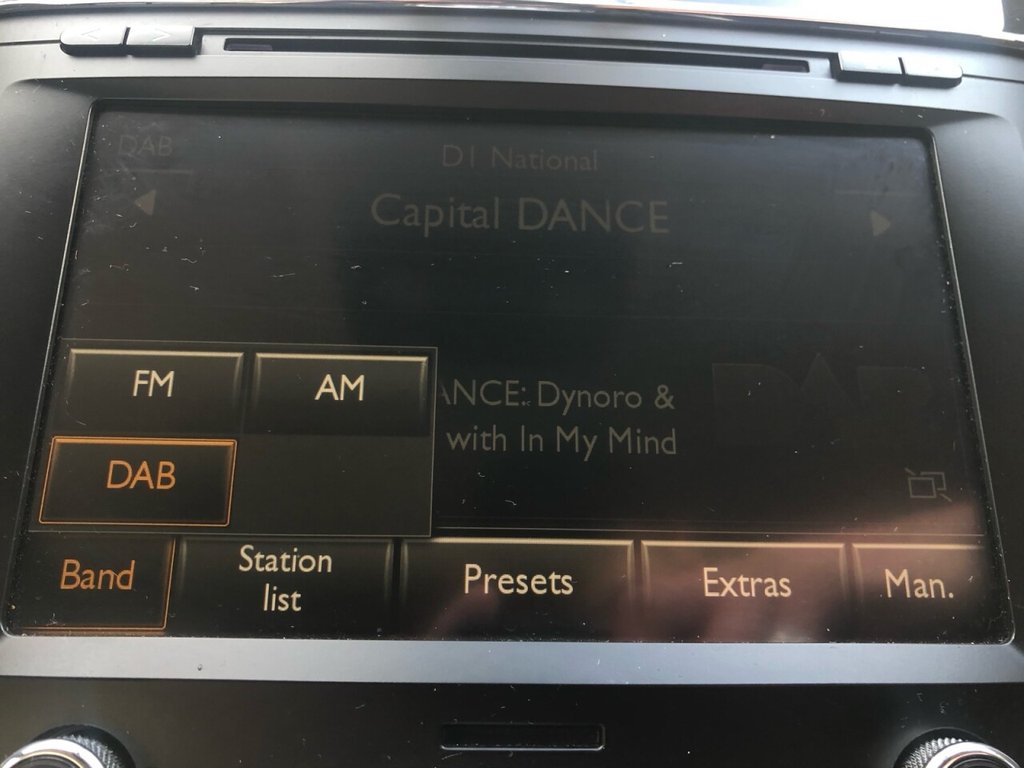 DAB
D1 National
Capital DANCE
FM
AM
ANCE: Dynoro &
DAB
with In My Mind
DAB
Band
Station
list
Presets
Extras
Man.